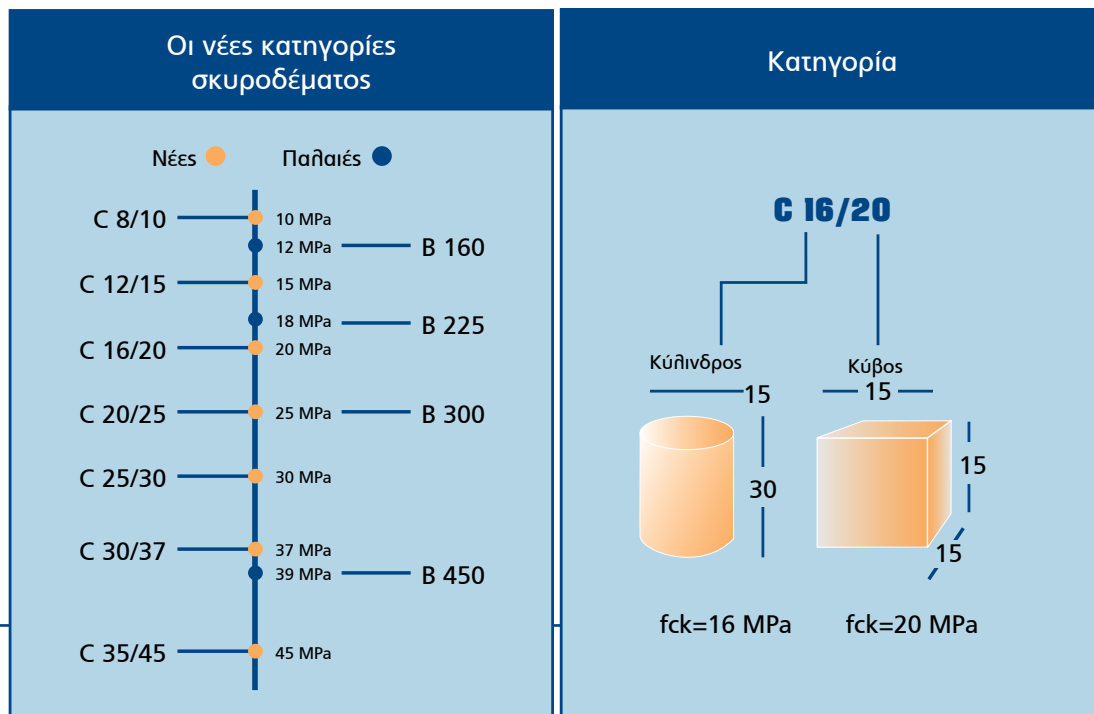 Οι νέες κατηγορίες
σκυροδέματος
Νέες
Παλαιές
C 8/10
10 MPa
12 MPa
B 160
C 12/15
15 MPa
18 MPa
B 225
C 16/20
20 MPa
C 20/25
25 MPa
B 300
C 25/30
30 MPa
C 30/37
37 MPa
39 MPa
B 450
C 35/45
45 MPa
Κατηγορία
C 16/20
Κύλινδρος
15
30
fck=16 MPa
Κύβος
15
15
15
fck=20 MPa